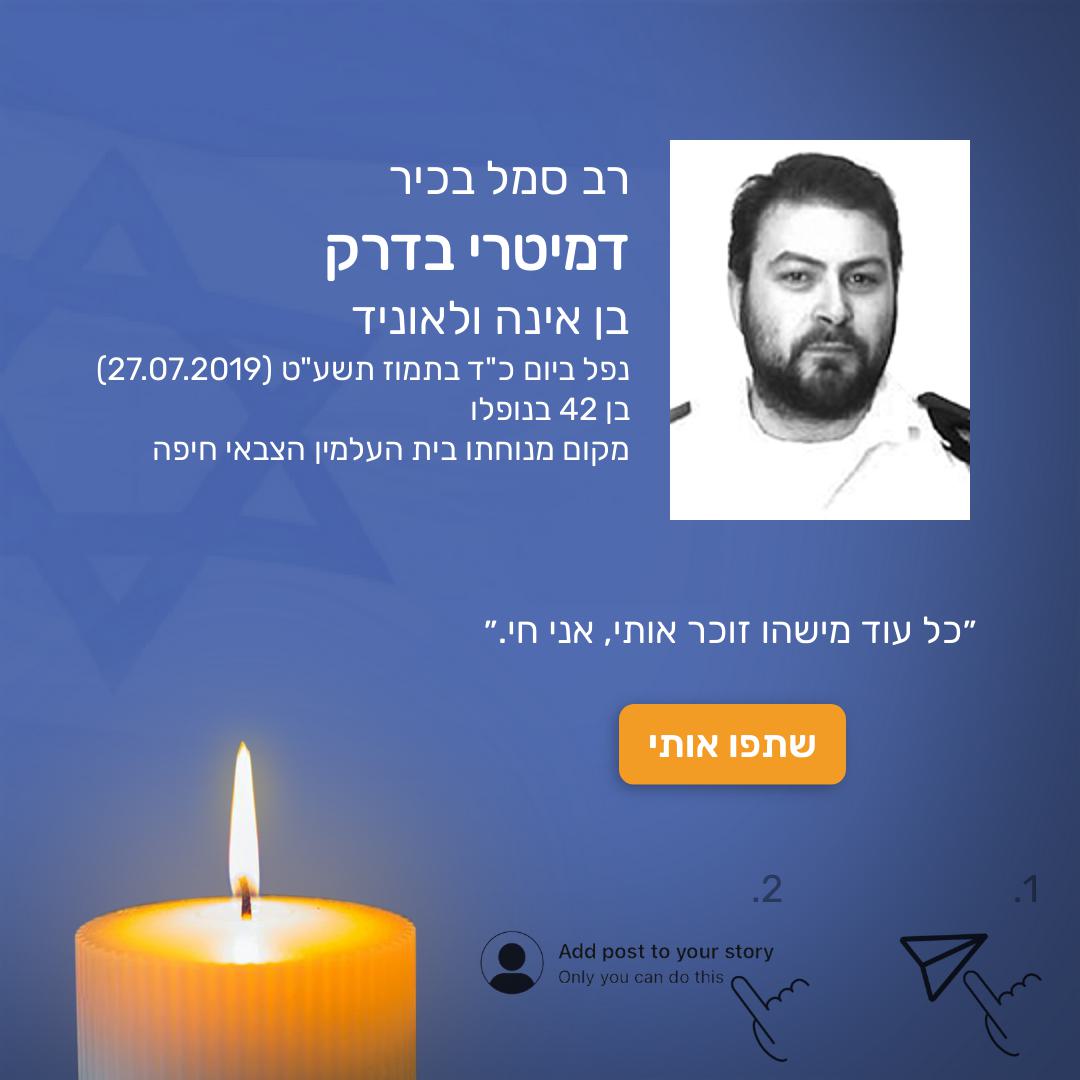 רב סמל בכיר
דמיטרי בדרק
בן אינה ולאוניד
נפל ביום כ"ד בתמוז תשע"ט (27.07.2019)
בן 42 בנופלו
מקום מנוחתו בית העלמין הצבאי חיפה
״כל עוד מישהו זוכר אותי, אני חי.״
שתפו אותי
1.
2.
Add post to your story
Only you can do this